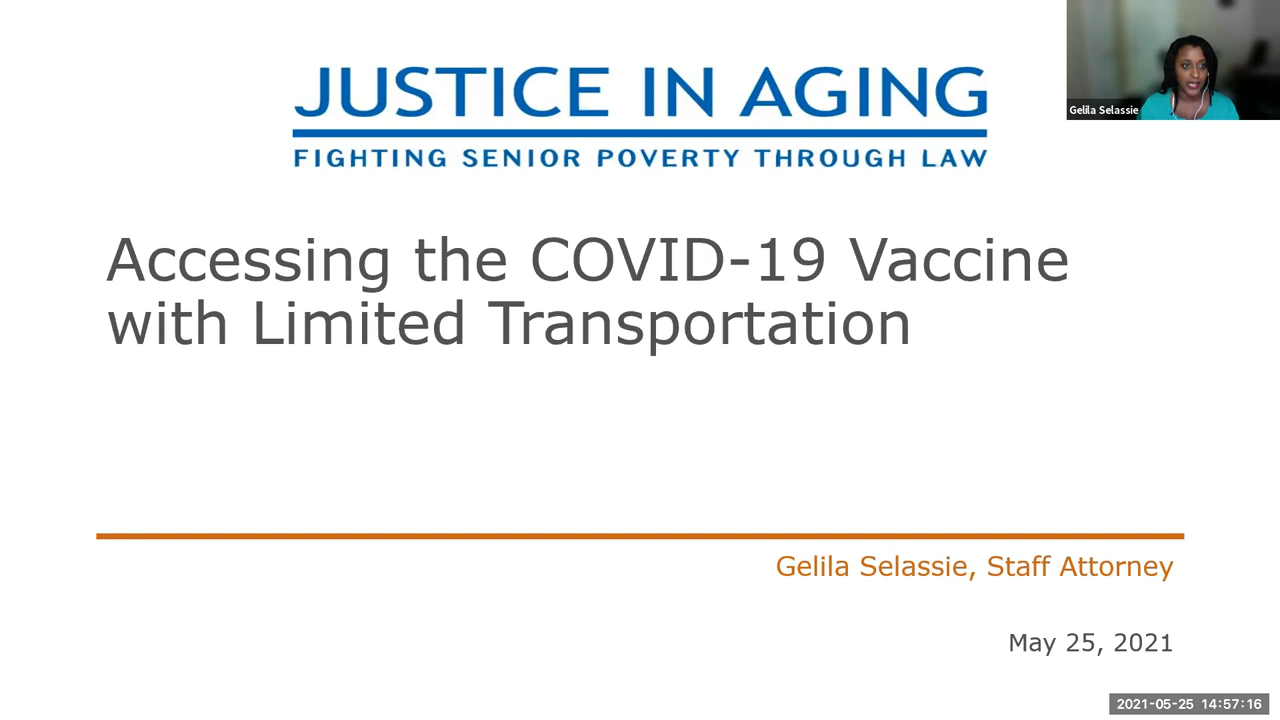 JUSTICE IN AGING
FIGHTING SENIOR POVERTY THROUGH LAW
Gelila Selassie
Accessing the COVID-19 Vaccine
with Limited Transportation
Gelila Selassie, Staff Attorney
May 25, 2021
2021-05-25 14:57:16